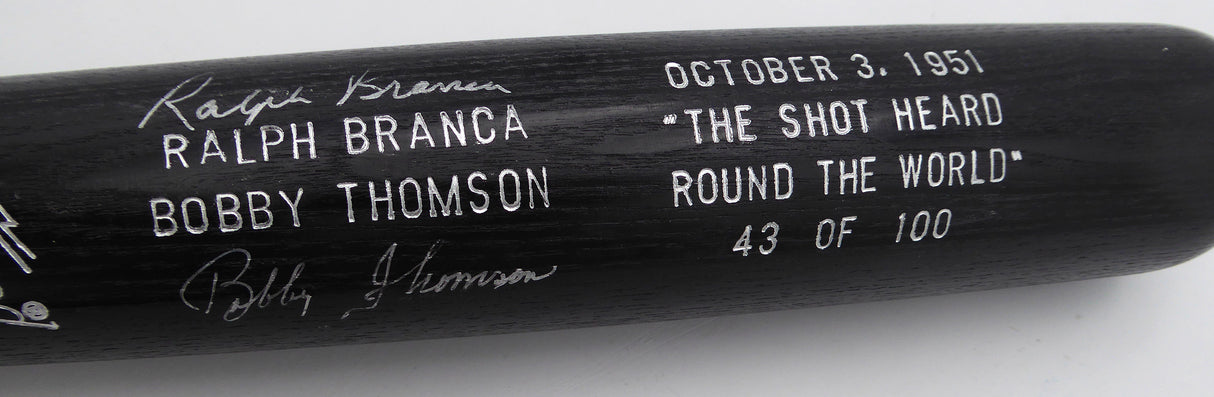 Ralph Branca
RALPH BRANCA
BOBBY THOMSON
Bobby Thomson
OCTOBER 3, 1951
"THE SHOT HEARD
ROUND THE WORLD"
43 OF 100